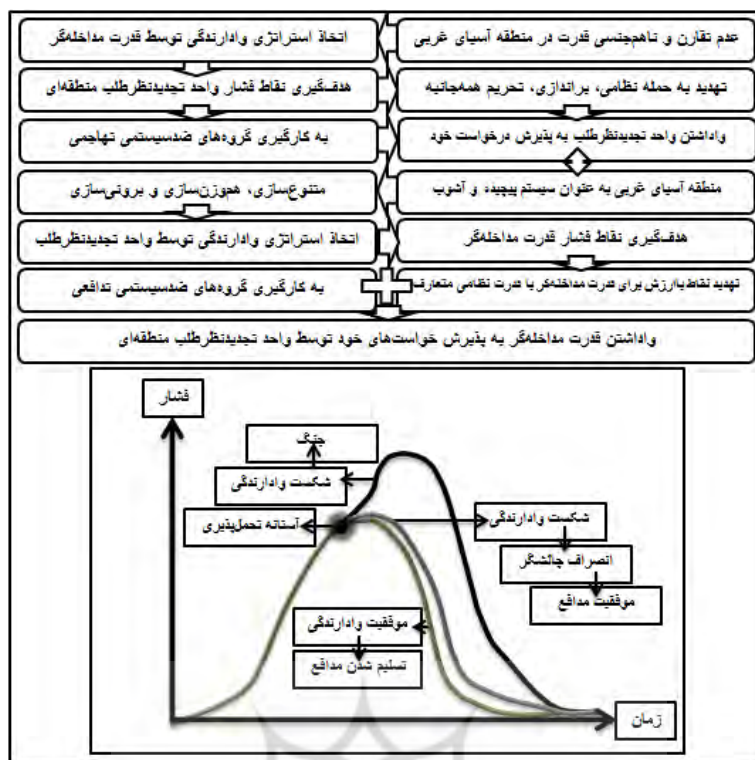 عدم تقارن و ناهم‌جنسی قدرت در منطقه آسیای غربی
اتخاذ استراتژی وادارندگی توسط قدرت مداخله‌گر
تهدید به حمله نظامی، براندازی، تحریم همه‌جانبه
هدف‌گیری نقاط فشار واحد تجدیدنظرطلب منطقه‌ای
واداشتن واحد تجدیدنظرطلب به پذیرش درخواست خود
به کارگیری گروه‌های ضدسیستمی تهاجمی
منطقه آسیای غربی به عنوان سیستم پیچیده و آشوب
متنوع‌سازی، هم‌وزن‌سازی و برونی‌سازی
هدف‌گیری نقاط فشار قدرت مداخله‌گر
اتخاذ استراتژی وادارندگی توسط واحد تجدیدنظرطلب
تهدید نقاط باارزش برای قدرت مداخله‌گر با قدرت نظامی متعارف
به کارگیری گروه‌های ضدسیستمی تدافعی
واداشتن قدرت مداخله‌گر به پذیرش خواست‌های خود توسط واحد تجدیدنظرطلب منطقه‌ای
فشار
جنگ
شکست وادارندگی
آستانه تحمل‌پذیری
شکست وادارندگی
انصراف چالشگر
موفقیت مدافع
موفقیت وادارندگی
تسلیم شدن مدافع
زمان